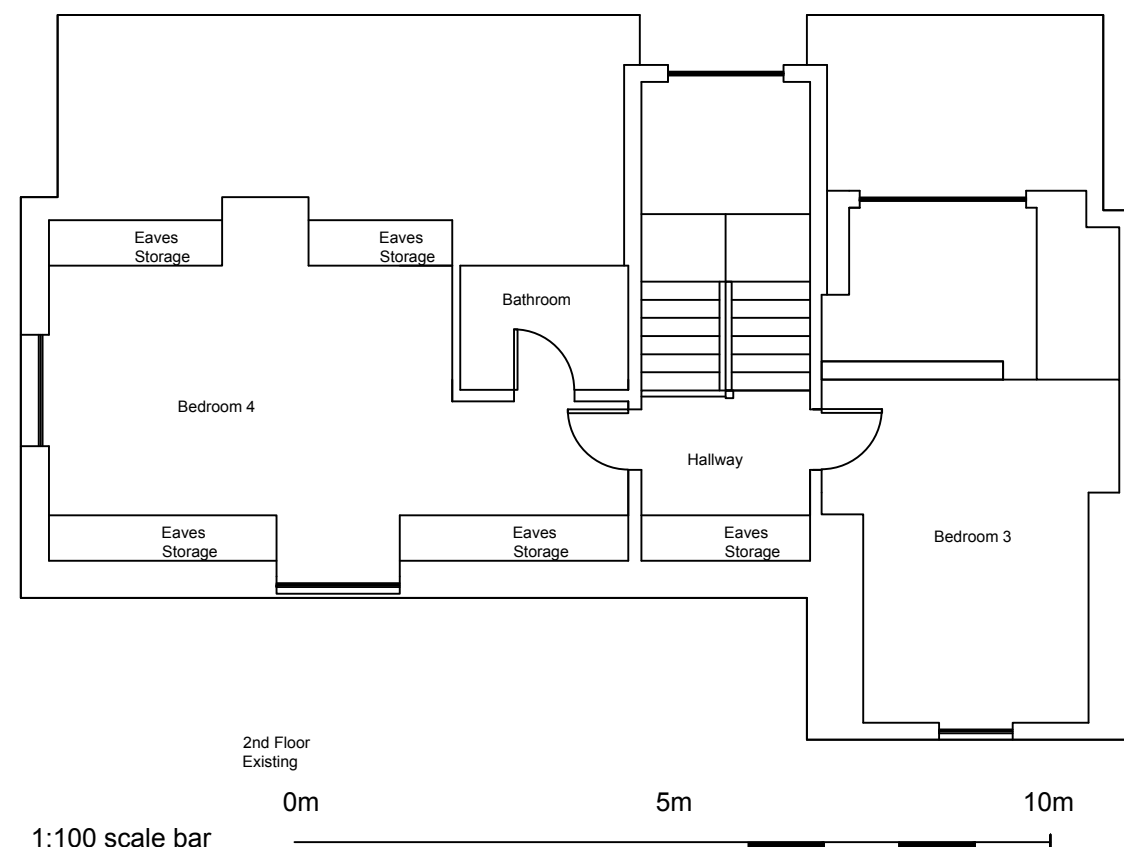 Eaves
Storage
Eaves
Storage
Bathroom
Bedroom 4
Hallway
Eaves
Storage
Eaves
Storage
Eaves
Storage
Bedroom 3
2nd Floor
Existing
0m 5m 10m
1:100 scale bar